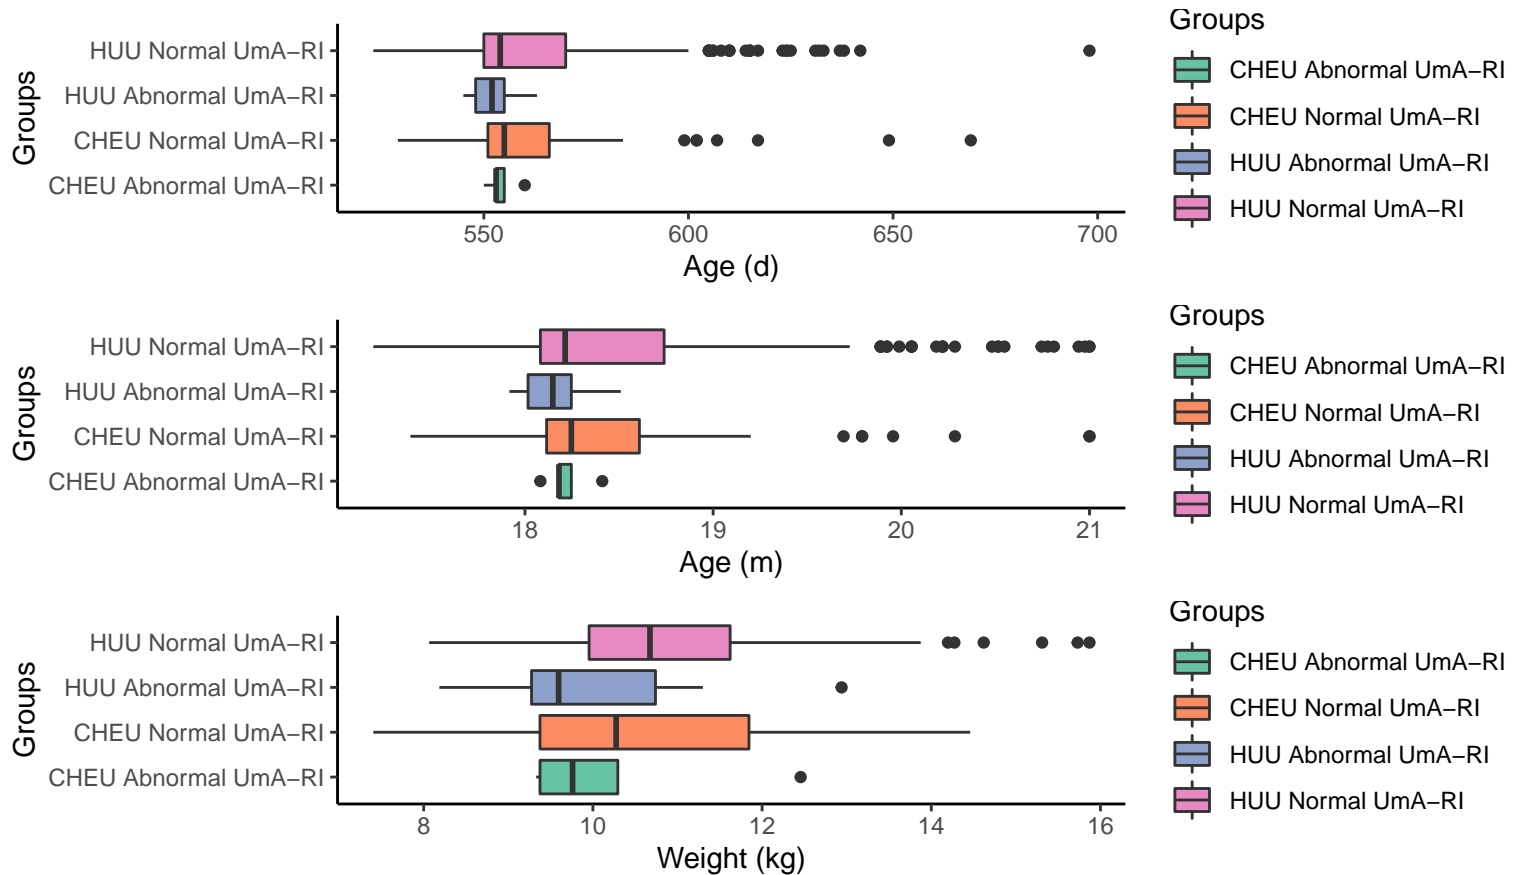 HUU Normal UmA−RI
HUU Abnormal UmA−RI
CHEU Normal UmA−RI
CHEU Abnormal UmA−RI
Groups
550 600 650 700
Age (d)
Groups
CHEU Abnormal UmA−RI
CHEU Normal UmA−RI
HUU Abnormal UmA−RI
HUU Normal UmA−RI
HUU Normal UmA−RI
HUU Abnormal UmA−RI
CHEU Normal UmA−RI
CHEU Abnormal UmA−RI
Groups
18 19 20 21
Age (m)
Groups
CHEU Abnormal UmA−RI
CHEU Normal UmA−RI
HUU Abnormal UmA−RI
HUU Normal UmA−RI
HUU Normal UmA−RI
HUU Abnormal UmA−RI
CHEU Normal UmA−RI
CHEU Abnormal UmA−RI
Groups
8 10 12 14 16
Weight (kg)
Groups
CHEU Abnormal UmA−RI
CHEU Normal UmA−RI
HUU Abnormal UmA−RI
HUU Normal UmA−RI